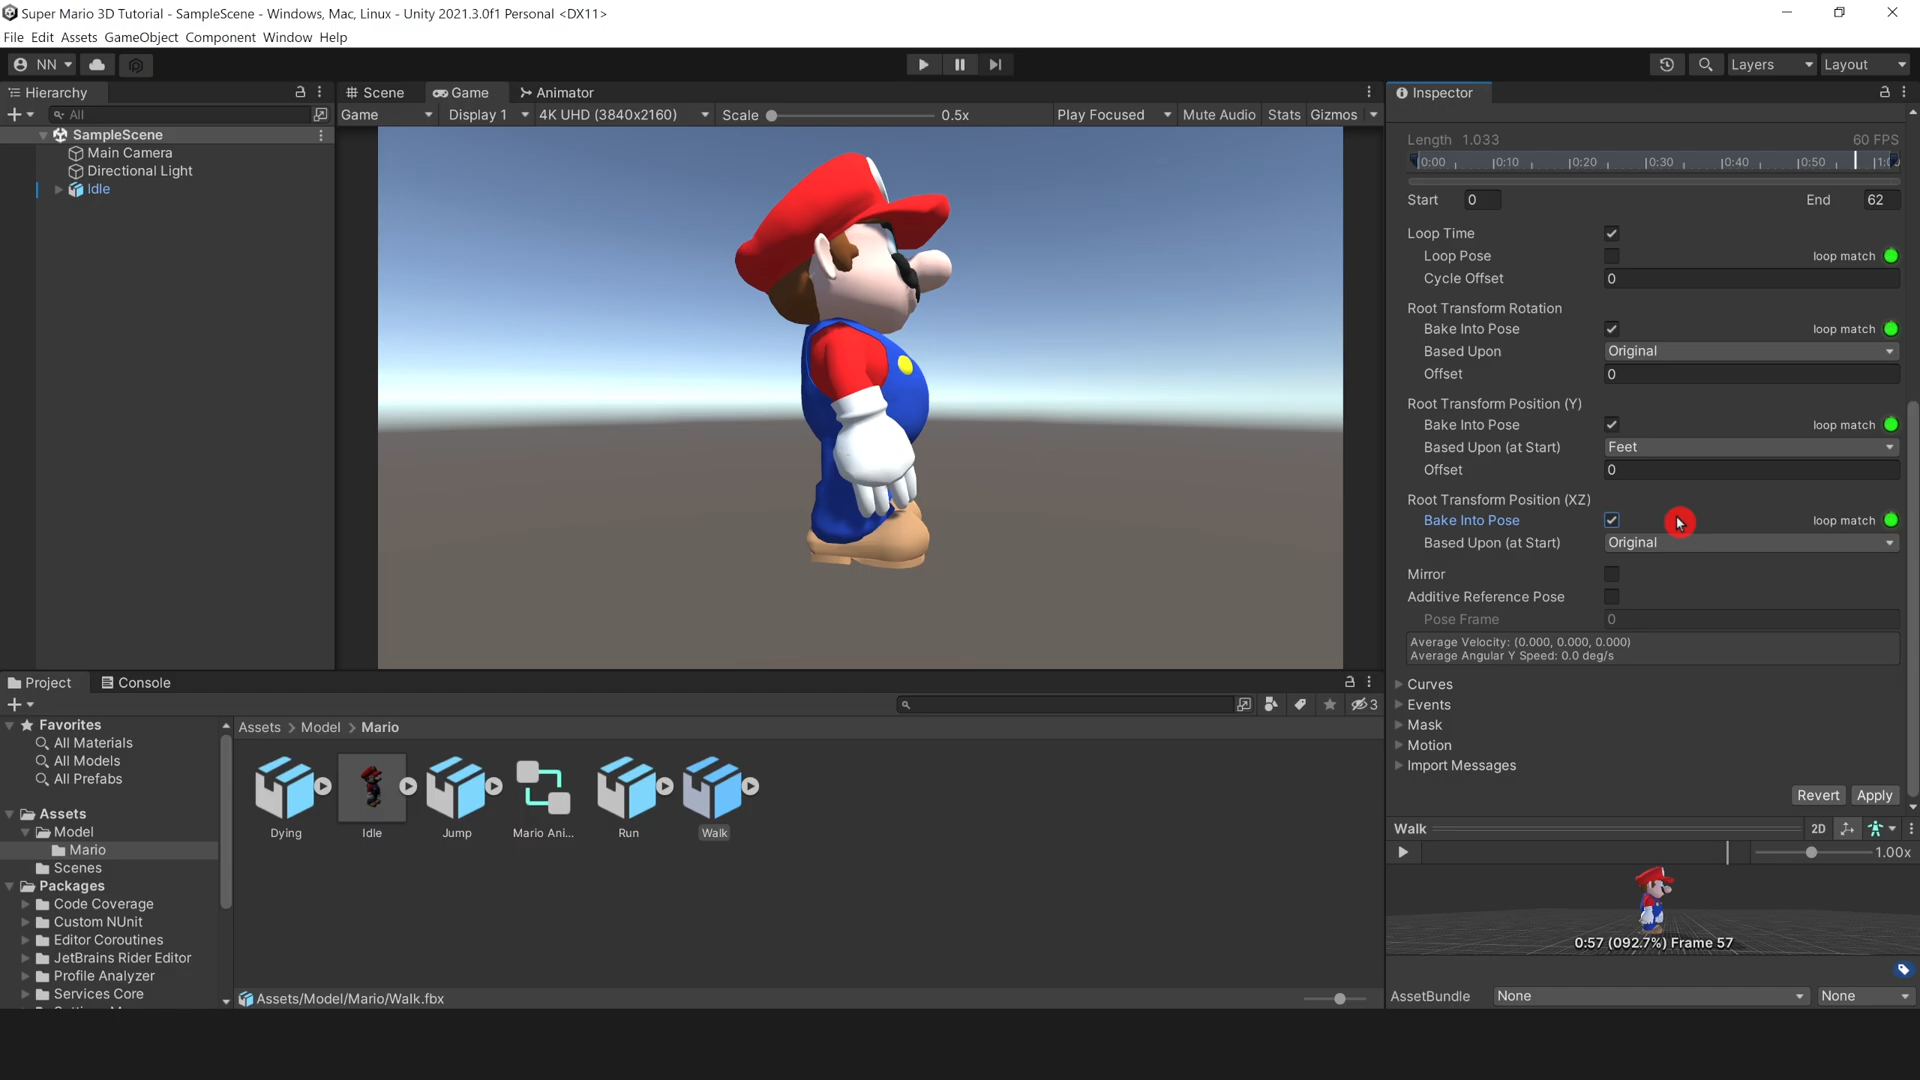 Super Mario 3D Tutorial - SampleScene - Windows, Mac, Linux - Unity 2021.3.0f1 Personal <DX11>
File Edit Assets GameObject Component Window Help
NN Layers Layout
Hierarchy
All
SampleScene
Main Camera
Directional Light
Idle
Scene Game Animator
Game Display 1 4K UHD (3840x2160) Scale 0.5x Play Focused Mute Audio Stats Gizmos
Inspector
Length 1.033 60 FPS
0:00 0:10 0:20 0:30 0:40 0:50
Start 0 End 62
Loop Time
Loop Pose loop match
Cycle Offset 0
Root Transform Rotation
Bake Into Pose loop match
Based Upon Original
Offset 0
Root Transform Position (Y)
Bake Into Pose loop match
Based Upon (at Start) Feet
Offset 0
Root Transform Position (XZ)
Bake Into Pose loop match
Based Upon (at Start) Original
Mirror
Additive Reference Pose
Pose Frame 0
Average Velocity: (0.000, 0.000, 0.000)
Average Angular Y Speed: 0.0 deg/s
Curves
Events
Mask
Motion
Import Messages
Revert Apply
Walk 2D
1.00x
0:57 (092.7%) Frame 57
AssetBundle None None
Project Console
3
Favorites
All Materials
All Models
All Prefabs
Assets
Model
Mario
Scenes
Packages
Code Coverage
Custom NUnit
Editor Coroutines
JetBrains Rider Editor
Profile Analyzer
Services Core
Assets > Model > Mario
Dying Idle Jump Mario Ani... Run Walk
Assets/Model/Mario/Walk.fbx